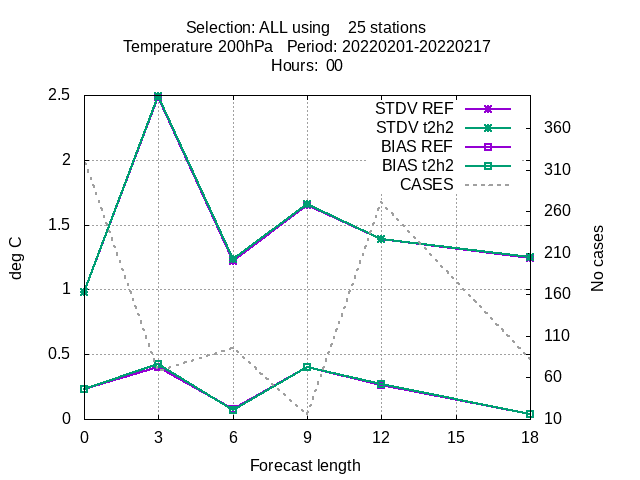 Selection: ALL using 25 stations
Temperature 200hPa Period: 20220201-20220217
Hours: 00
STDV REF
STDV t2h2
BIAS REF
BIAS t2h2
CASES
2.5
2
1.5
1
0.5
0
deg C
360
310
260
210
160
110
60
10
No cases
0 3 6 9 12 15 18
Forecast length